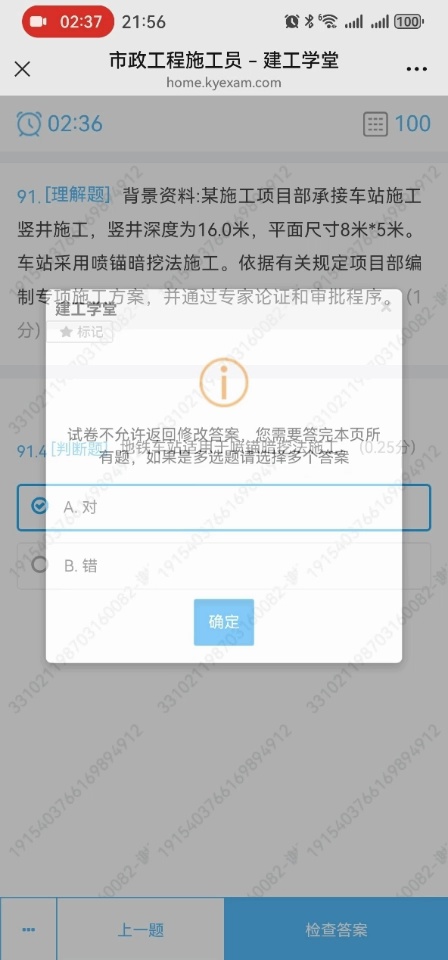 02:37 21:56 6 100
市政工程施工员 – 建工学堂
home.kyexam.com
02:36 100
91. [理解题] 背景资料:某施工项目部承接车站施工
竖井施工，竖井深度为16.0米，平面尺寸8米*5米。
车站采用喷锚暗挖法施工。依据有关规定项目部编
制专项施工方案，并通过专家论证和审批程序。(1
分)
建工学堂
标记
试卷不允许返回修改答案，您需要答完本页所
有题，如果是多选题请选择多个答案
91.4 [判断题] 地铁车站适用于喷锚暗挖法施工。 (0.25分)
A. 对
B. 错
确定
上一题
检查答案